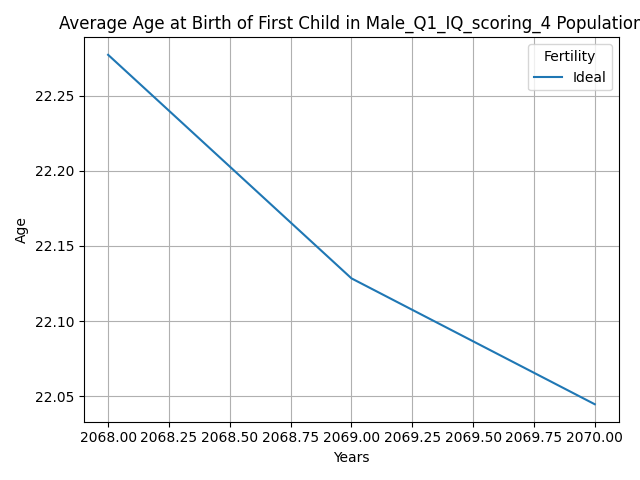 Average Age at Birth of First Child in Male_Q1_IQ_scoring_4 Population
Fertility
Ideal
22.25
22.20
22.15
22.10
22.05
Age
2068.00 2068.25 2068.50 2068.75 2069.00 2069.25 2069.50 2069.75 2070.00
Years